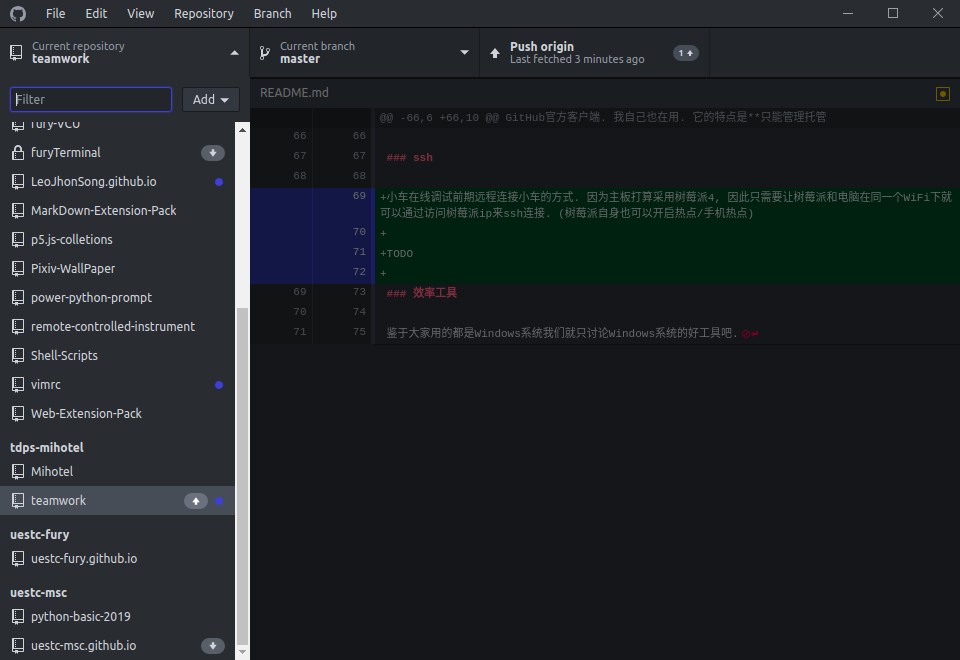 File Edit View Repository Branch Help
Current repository
teamwork
Current branch
master
Push origin
Last fetched 3 minutes ago
1
Filter
Add
fury-VCU
furyTerminal
LeoJhonSong.github.io
MarkDown-Extension-Pack
p5.js-colletions
Pixiv-WallPaper
power-python-prompt
remote-controlled-instrument
Shell-Scripts
vimrc
Web-Extension-Pack
tdps-mihotel
Mihotel
teamwork
uestc-fury
uestc-fury.github.io
uestc-msc
python-basic-2019
uestc-msc.github.io
README.md
@@ -66,6 +66,10 @@ GitHub官方客户端. 我自己也在用. 它的特点是**只能管理托管
66 66
67 67 ### ssh
68 68
69 +小车在线调试前期远程连接小车的方式. 因为主板打算采用树莓派4, 因此只需要让树莓派和电脑在同一个WiFi下就
可以通过访问树莓派ip来ssh连接. (树莓派自身也可以开启热点/手机热点)
70 +
71 +TODO
72 +
69 73 ### 效率工具
70 74
71 75 鉴于大家用的都是Windows系统我们就只讨论Windows系统的好工具吧.